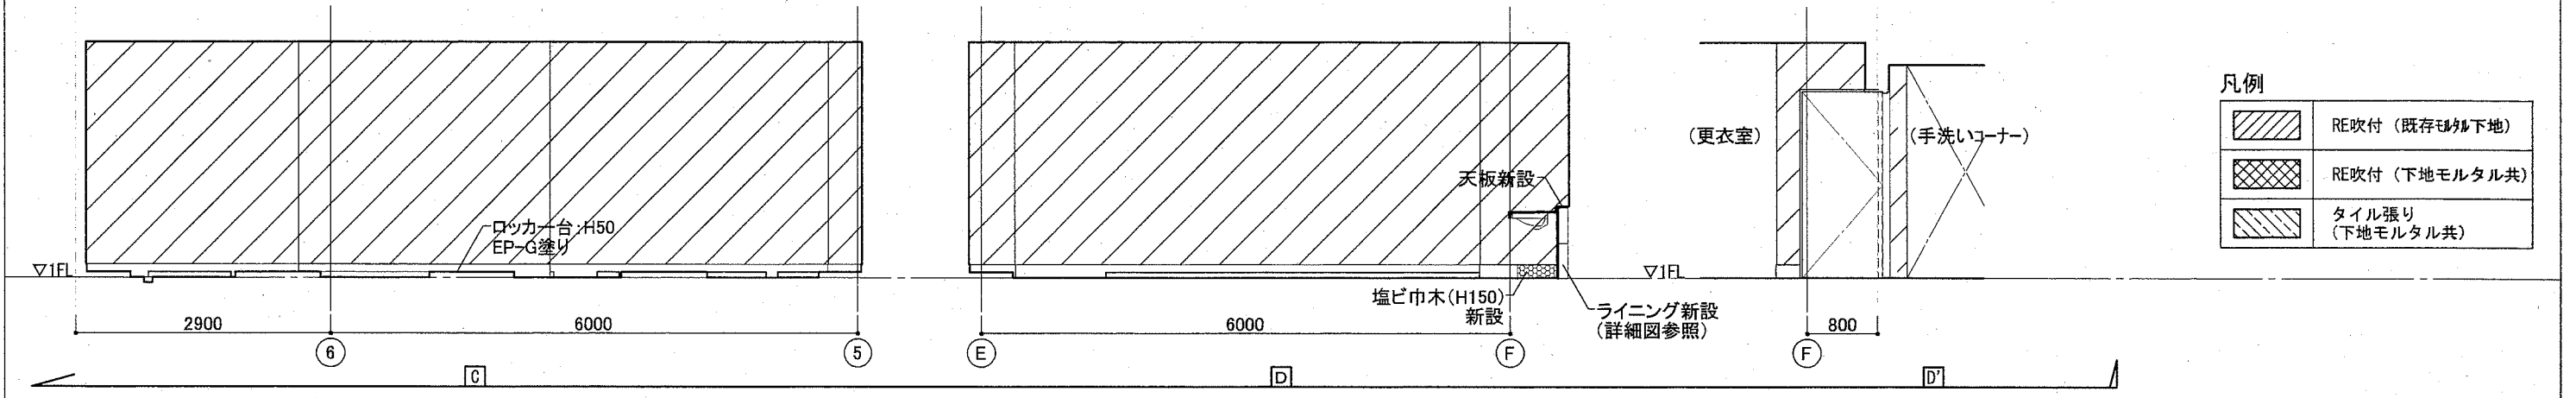 ロッカー台:H50
EP-G塗り
▽1FL
2900
6000
6
5
C
天板新設
塩ビ巾木(H150)
新設
ライニング新設
(詳細図参照)
6000
E
F
D
▽1FL
(更衣室)
(手洗いコーナー)
800
F
D'
凡例
RE吹付 (既存モルタル下地)
RE吹付 (下地モルタル共)
タイル張り
(下地モルタル共)